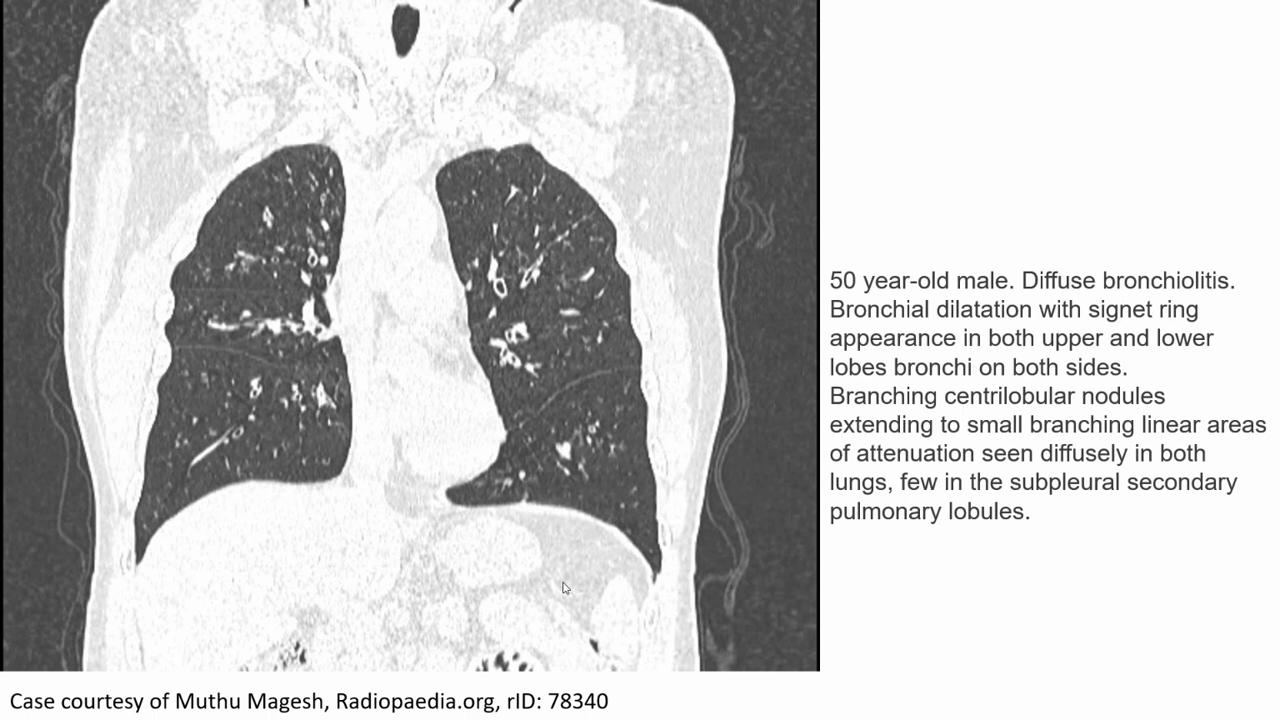 50 year-old male. Diffuse bronchiolitis.
Bronchial dilatation with signet ring
appearance in both upper and lower
lobes bronchi on both sides.
Branching centrilobular nodules
extending to small branching linear areas
of attenuation seen diffusely in both
lungs, few in the subpleural secondary
pulmonary lobules.
Case courtesy of Muthu Magesh, Radiopaedia.org, rID: 78340